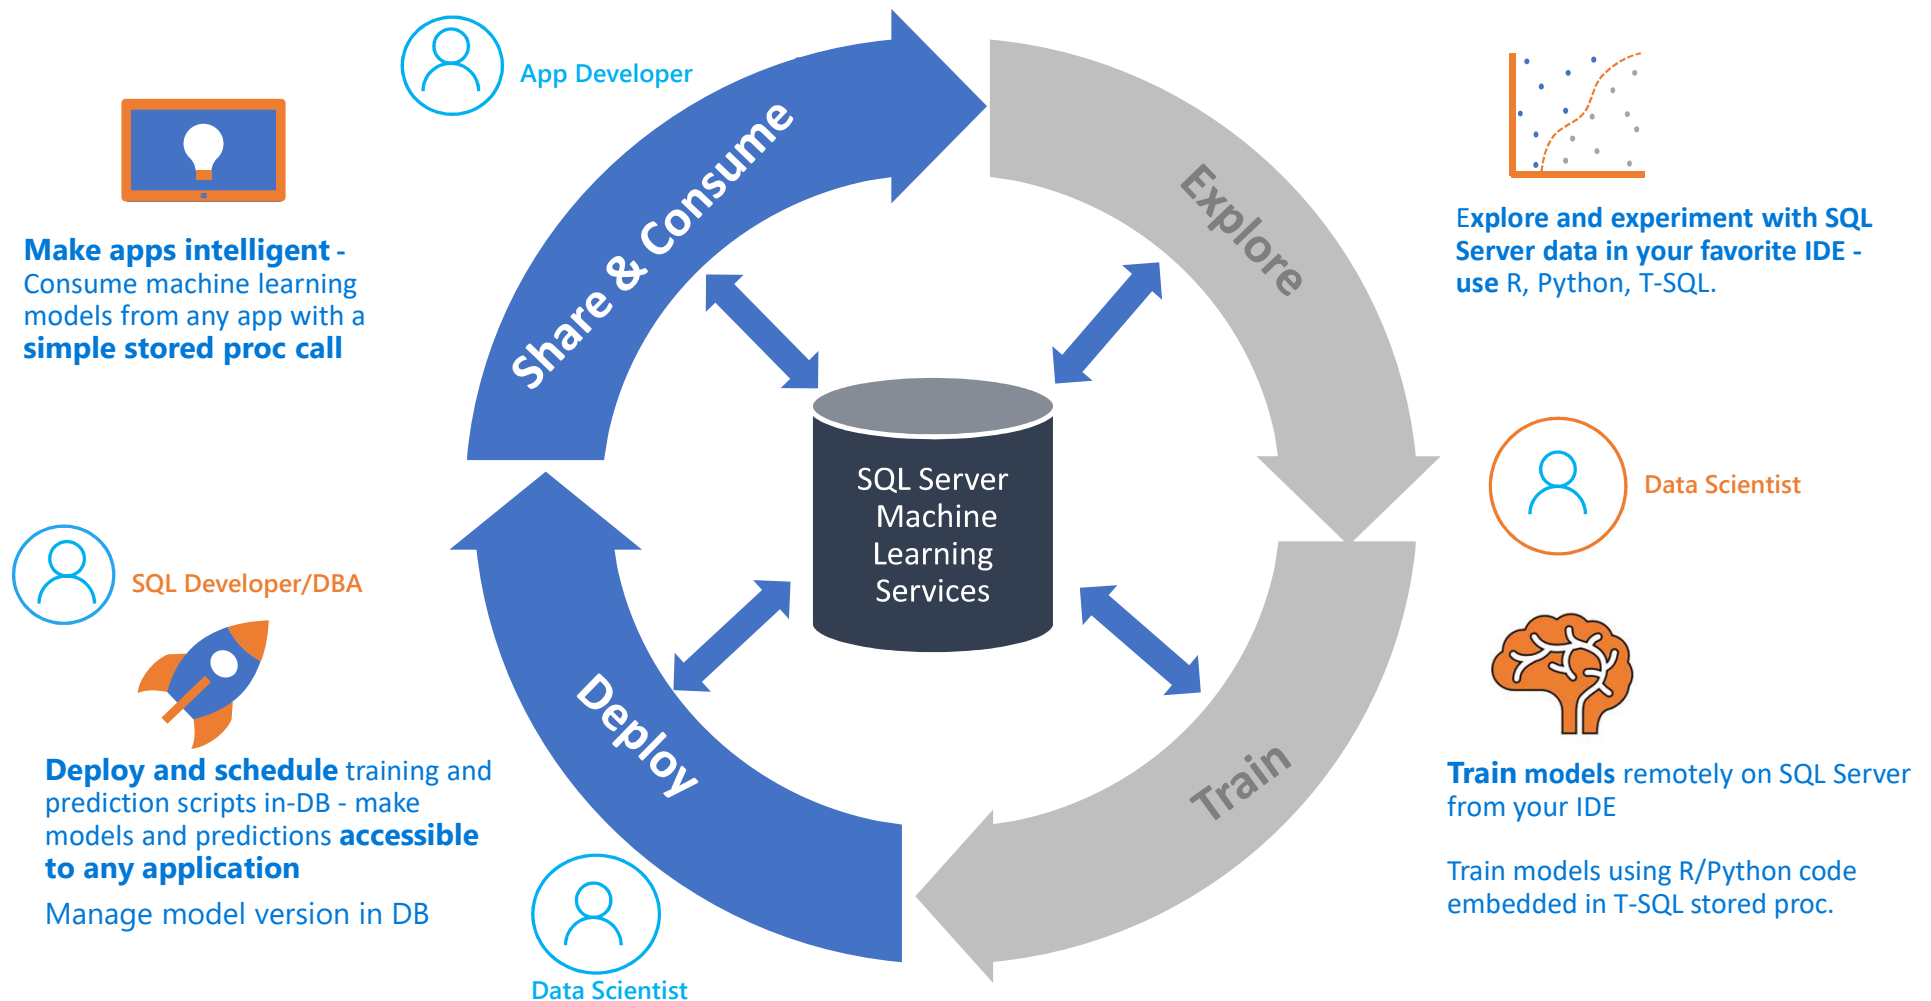 App Developer
Make apps intelligent -
Consume machine learning
models from any app with a
simple stored proc call
Share & Consume
Explore
Explore and experiment with SQL
Server data in your favorite IDE -
use R, Python, T-SQL.
SQL Server
Machine
Learning
Services
Data Scientist
SQL Developer/DBA
Deploy
Train
Deploy and schedule training and
prediction scripts in-DB - make
models and predictions accessible
to any application
Manage model version in DB
Train models remotely on SQL Server
from your IDE
Train models using R/Python code
embedded in T-SQL stored proc.
Data Scientist